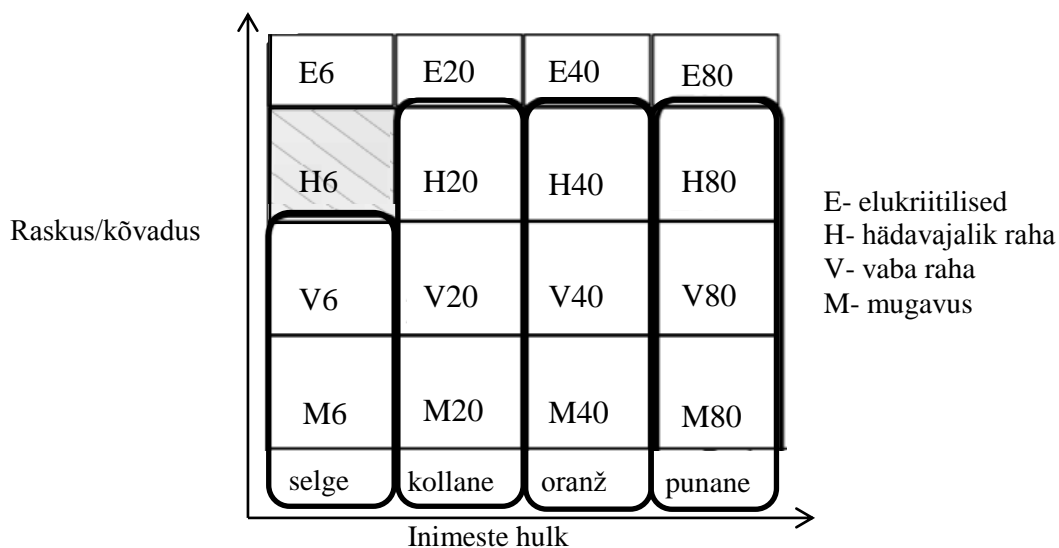 E6 E20 E40 E80
H6 H20 H40 H80
V6 V20 V40 V80
M6 M20 M40 M80
selge kollane oranž punane
Raskus/kõvadus
Inimeste hulk
E- elukriitilised
H- hädavajalik raha
V- vaba raha
M- mugavus